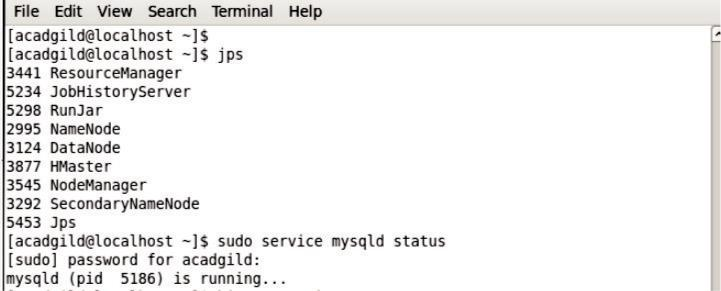 File Edit View Search Terminal Help
[acadgild@localhost ~]$
[acadgild@localhost ~]$ jps
3441 ResourceManager
5234 JobHistoryServer
5298 RunJar
2995 NameNode
3124 DataNode
3877 HMaster
3545 NodeManager
3292 SecondaryNameNode
5453 Jps
[acadgild@localhost ~]$ sudo service mysqld status
[sudo] password for acadgild:
mysqld (pid  5186) is running...